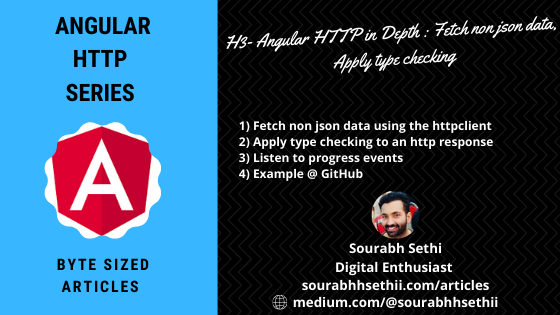 ANGULAR
HTTP
SERIES
A
BYTE SIZED
ARTICLES
H3- Angular HTTP in Depth : Fetch non json data,
Apply type checking
1) Fetch non json data using the httpclient
2) Apply type checking to an http response
3) Listen to progress events
4) Example @ GitHub
Sourabh Sethi
Digital Enthusiast
sourabhhsethii.com/articles
medium.com/@sourabhhsethii